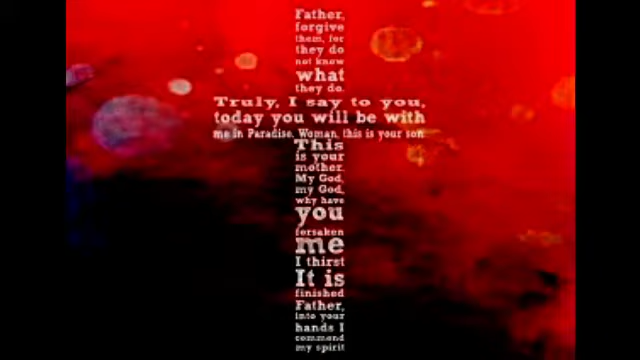 Father,
forgive
them, for
they do
not know
what
they do.
Truly, I say to you,
today you will be with
me in Paradise. Woman, this is your son
This
is your
mother.
My God,
my God,
why have
you
forsaken
me
I thirst
It is
finished
Father,
into your
hands I
commend
my spirit